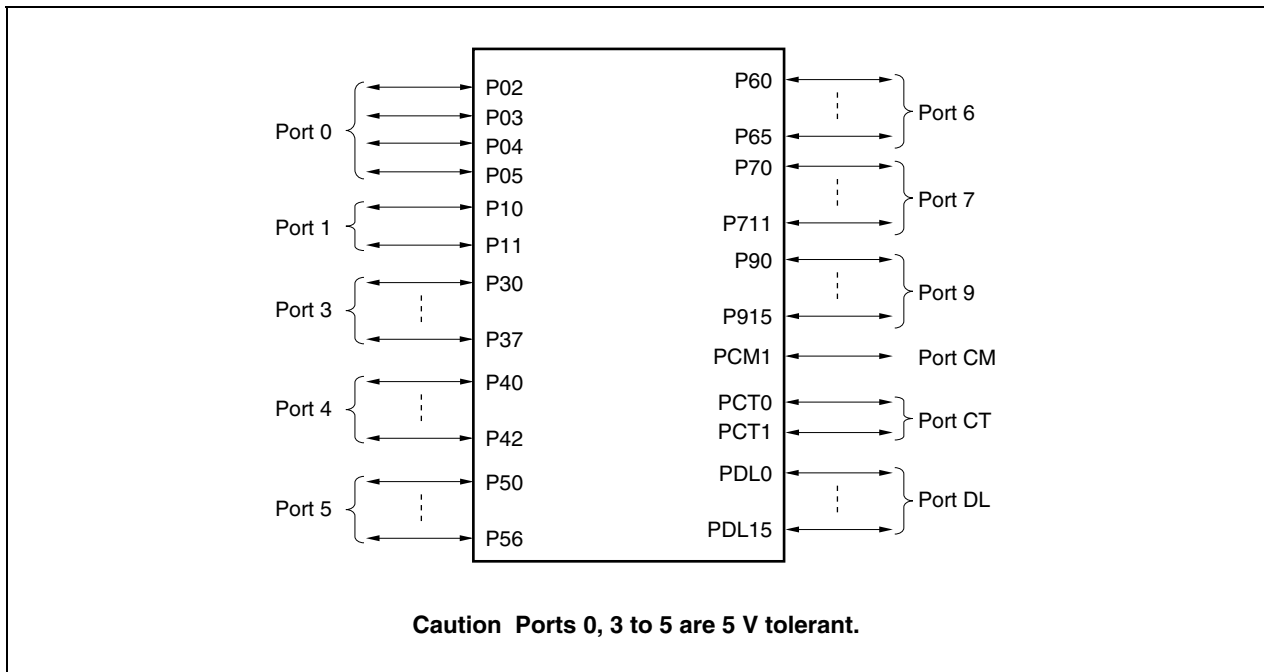 Port 0
P02
P03
P04
P05
Port 1
P10
P11
Port 3
P30
P37
Port 4
P40
P42
Port 5
P50
P56
P60
P65
Port 6
P70
P711
Port 7
P90
P915
Port 9
PCM1
Port CM
PCT0
PCT1
Port CT
PDL0
PDL15
Port DL
Caution Ports 0, 3 to 5 are 5 V tolerant.